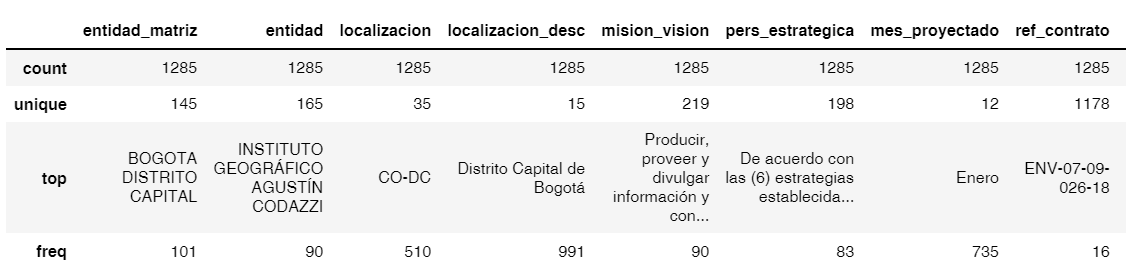 entidad_matriz entidad localizacion localizacion_desc mision_vision pers_estrategica mes_proyectado ref_contrato
count 1285 1285 1285 1285 1285 1285 1285 1285
unique 145 165 35 15 219 198 12 1178
top BOGOTA DISTRITO CAPITAL INSTITUTO GEOGRÁFICO AGUSTÍN CODAZZI CO-DC Distrito Capital de Bogotá Producir, proveer y divulgar información y con... De acuerdo con las (6) estrategias establecida... Enero ENV-07-09-026-18
freq 101 90 510 991 90 83 735 16